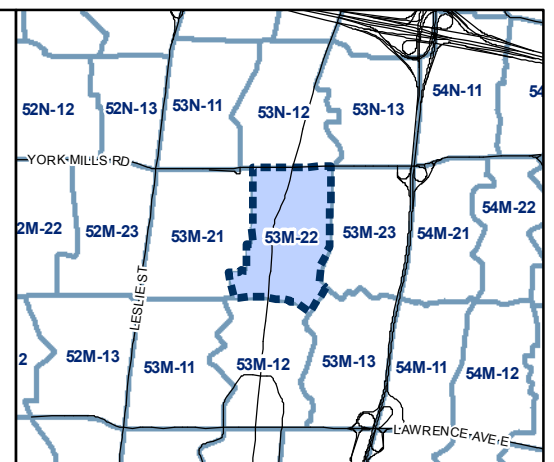 54N-11
54
52N-12
52N-13
53N-11
53N-12
53N-13
YORK MILLS RD
54M-22
2M-22
52M-23
53M-21
53M-22
53M-23
54M-21
LESLIE ST
2
52M-13
53M-11
53M-12
53M-13
54M-11
54M-12
LAWRENCE AVE E